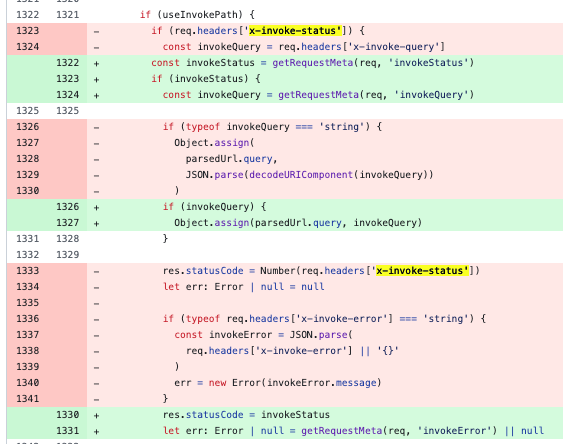 1322 1321 if (useInvokePath) {
1323 - if (req.headers['x-invoke-status']) {
1324 - const invokeQuery = req.headers['x-invoke-query']
1322 + const invokeStatus = getRequestMeta(req, 'invokeStatus')
1323 + if (invokeStatus) {
1324 + const invokeQuery = getRequestMeta(req, 'invokeQuery')
1325 1325
1326 - if (typeof invokeQuery === 'string') {
1327 - Object.assign(
1328 - parsedUrl.query,
1329 - JSON.parse(decodeURIComponent(invokeQuery))
1330 - )
1326 + if (invokeQuery) {
1327 + Object.assign(parsedUrl.query, invokeQuery)
1331 1328 }
1332 1329
1333 - res.statusCode = Number(req.headers['x-invoke-status'])
1334 - let err: Error | null = null
1335 -
1336 - if (typeof req.headers['x-invoke-error'] === 'string') {
1337 - const invokeError = JSON.parse(
1338 - req.headers['x-invoke-error'] || '{}'
1339 - )
1340 - err = new Error(invokeError.message)
1341 - }
1330 + res.statusCode = invokeStatus
1331 + let err: Error | null = getRequestMeta(req, 'invokeError') || null